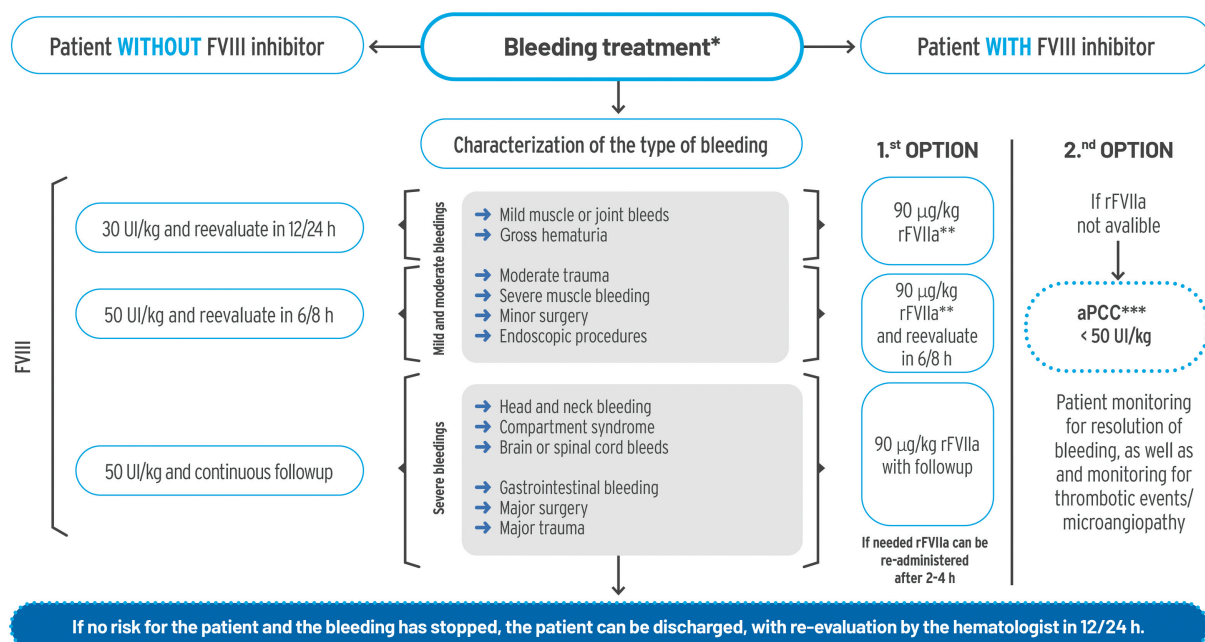 Patient WITHOUT FVIII inhibitor
Bleeding treatment*
Patient WITH FVIII inhibitor
Characterization of the type of bleeding
1.st OPTION
2.nd OPTION
FVIII
30 UI/kg and reevaluate in 12/24 h
50 UI/kg and reevaluate in 6/8 h
50 UI/kg and continuous followup
Mild and moderate bleedings
➔ Mild muscle or joint bleeds
➔ Gross hematuria
➔ Moderate trauma
➔ Severe muscle bleeding
➔ Minor surgery
➔ Endoscopic procedures
Severe bleedings
➔ Head and neck bleeding
➔ Compartment syndrome
➔ Brain or spinal cord bleeds
➔ Gastrointestinal bleeding
➔ Major surgery
➔ Major trauma
90 µg/kg
rFVIIa**
90 µg/kg
rFVIIa**
and reevaluate
in 6/8 h
90 µg/kg rFVIIa
with followup
If needed rFVIIa can be
re-administered
after 2-4 h
If rFVIIa
not avalible
aPCC***
< 50 UI/kg
Patient monitoring
for resolution of
bleeding, as well as
and monitoring for
thrombotic events/
microangiopathy
If no risk for the patient and the bleeding has stopped, the patient can be discharged, with re-evaluation by the hematologist in 12/24 h.